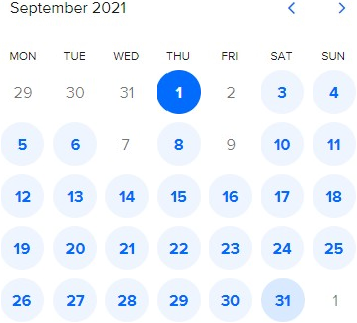 September 2021
MON TUE WED THU FRI SAT SUN
29 30 31 1 2 3 4
5 6 7 8 9 10 11
12 13 14 15 16 17 18
19 20 21 22 23 24 25
26 27 28 29 30 31 1